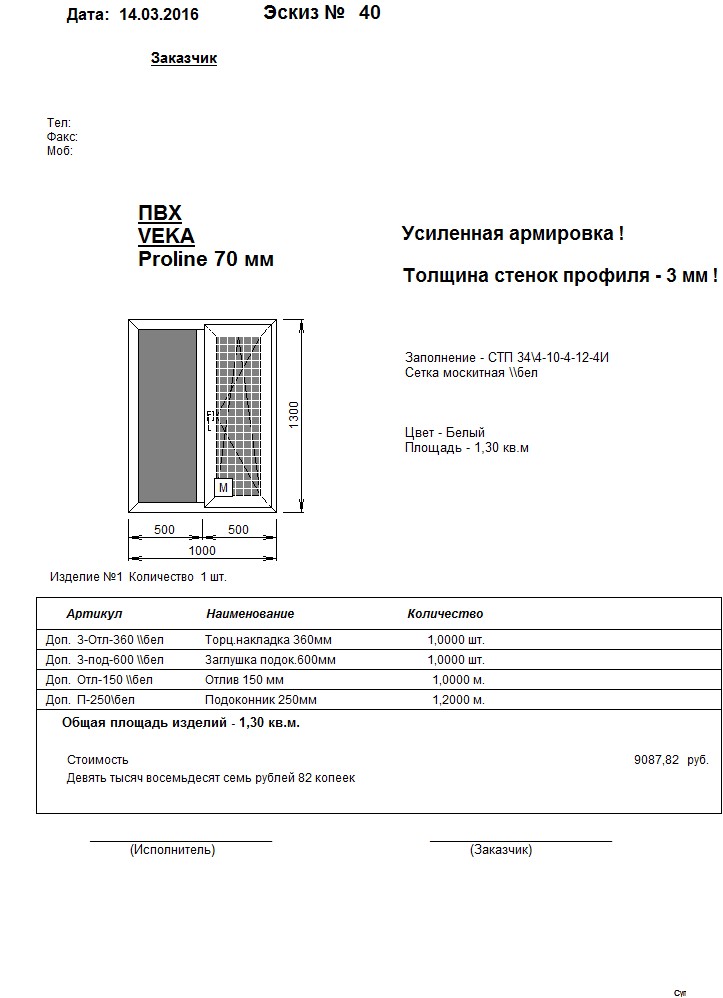 Дата: 14.03.2016 Эскиз № 40
Заказчик
Тел:
Факс:
Моб:
ПВХ
VEKA
Proline 70 мм
Усиленная армировка !
Толщина стенок профиля - 3 мм !
Заполнение - СТП 34\4-10-4-12-4И
Сетка москитная \\бел
Цвет - Белый
Площадь - 1,30 кв.м
1300
М
500 500
1000
Изделие №1 Количество 1 шт.
Артикул Наименование Количество
Доп. З-Отл-360 \\бел Торц.накладка 360мм 1,0000 шт.
Доп. З-под-600 \\бел Заглушка подок.600мм 1,0000 шт.
Доп. Отл-150 \\бел Отлив 150 мм 1,0000 м.
Доп. П-250\бел Подоконник 250мм 1,2000 м.
Общая площадь изделий - 1,30 кв.м.
Стоимость 9087,82 руб.
Девять тысяч восемьдесят семь рублей 82 копеек
(Исполнитель) (Заказчик)